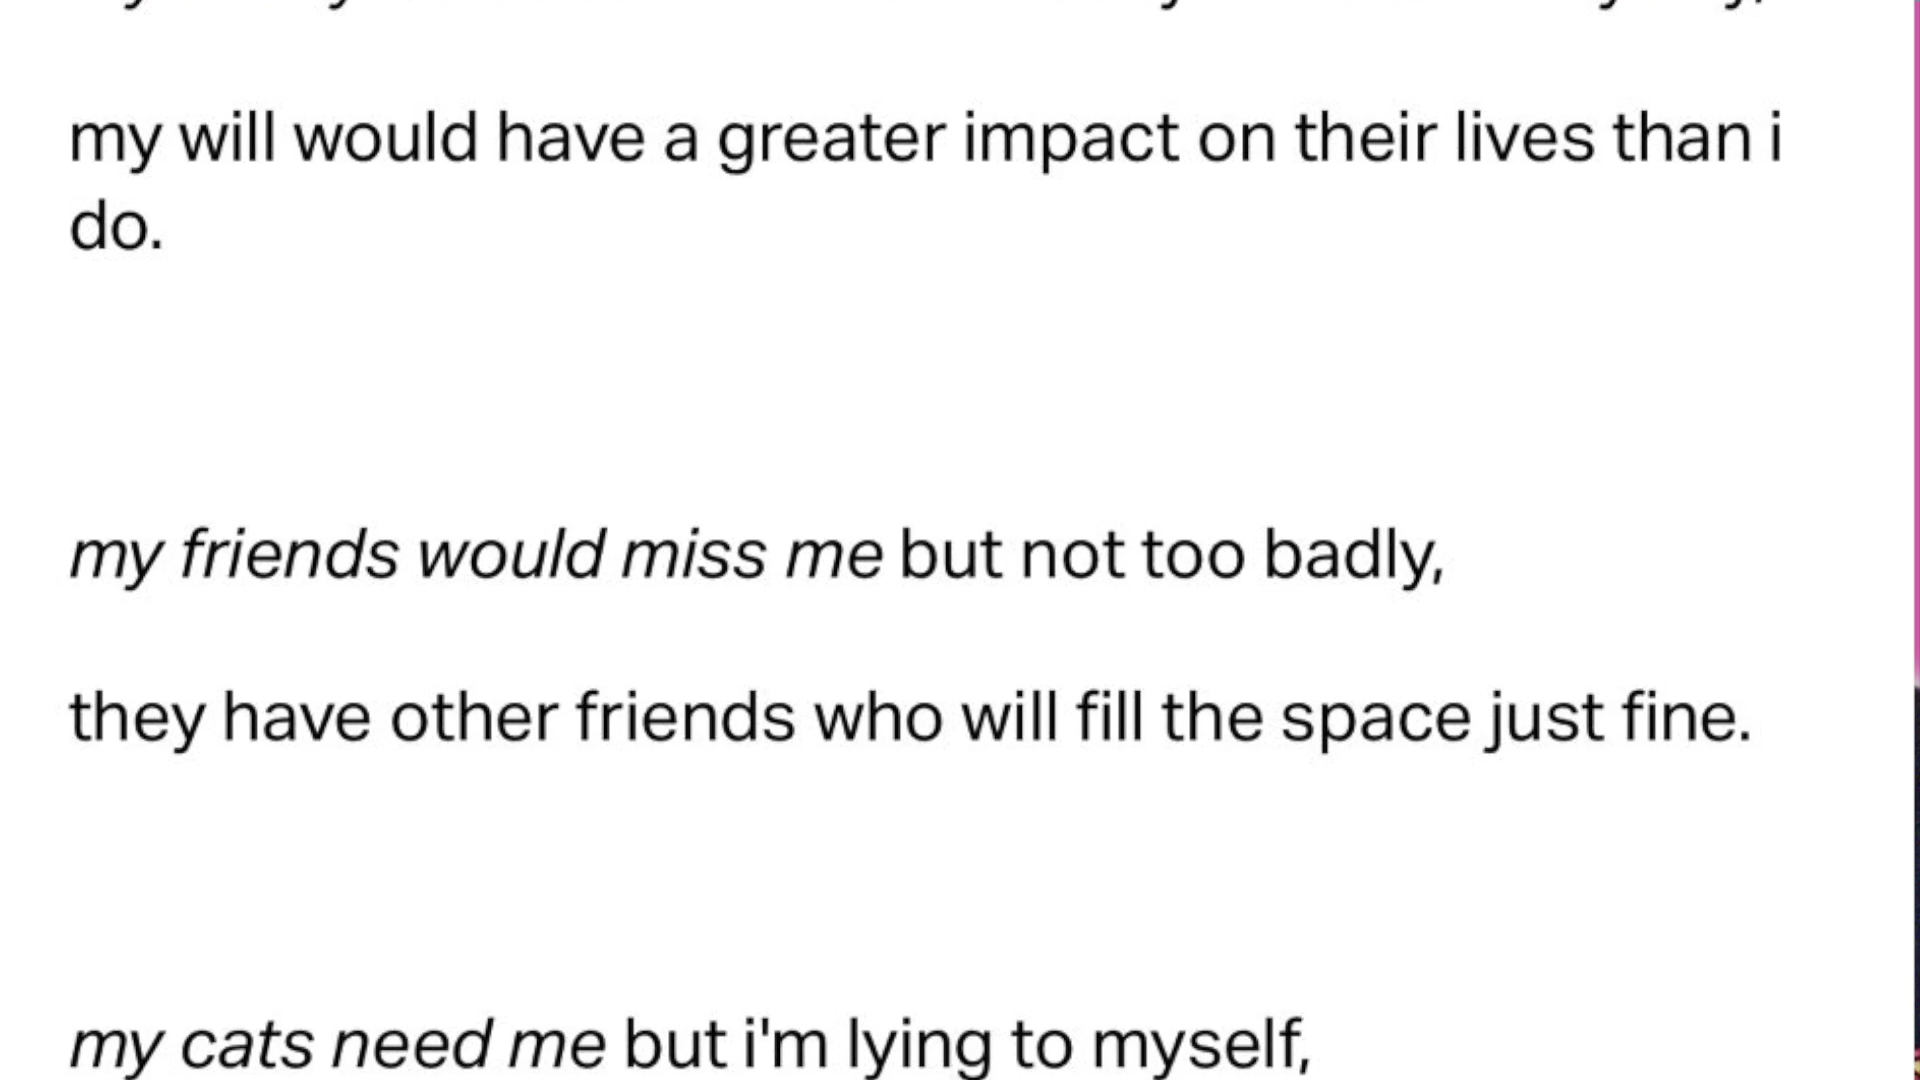 my will would have a greater impact on their lives than i
do.
my friends would miss me but not too badly,
they have other friends who will fill the space just fine.
my cats need me but i'm lying to myself,